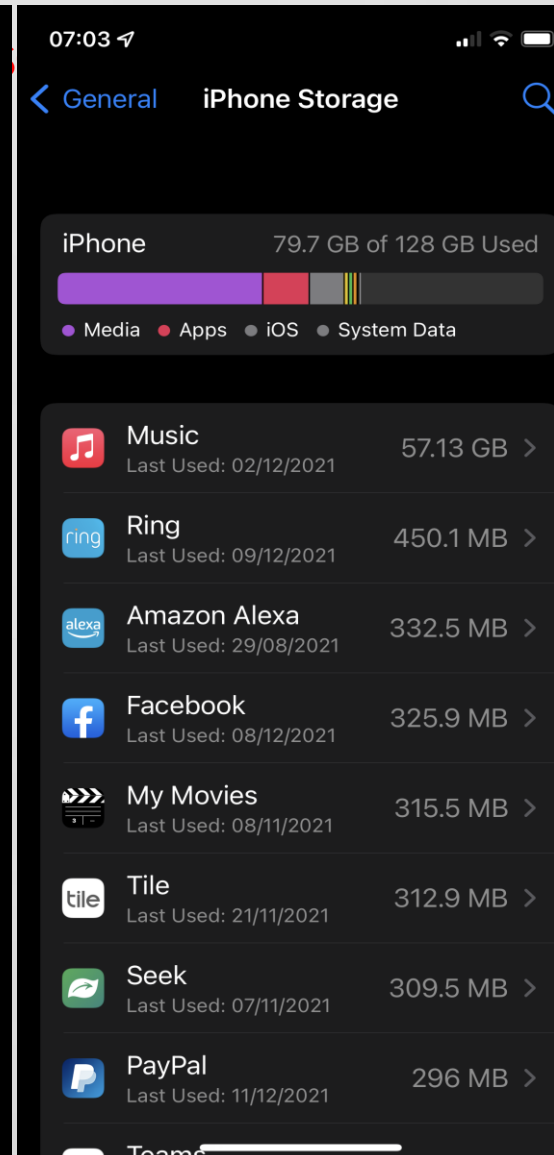 07:03
General
iPhone Storage
iPhone
79.7 GB of 128 GB Used
Media Apps iOS System Data
Music
57.13 GB
Last Used: 02/12/2021
ring
Ring
450.1 MB
Last Used: 09/12/2021
alexa
Amazon Alexa
332.5 MB
Last Used: 29/08/2021
Facebook
325.9 MB
Last Used: 08/12/2021
My Movies
315.5 MB
Last Used: 08/11/2021
tile
Tile
312.9 MB
Last Used: 21/11/2021
Seek
309.5 MB
Last Used: 07/11/2021
PayPal
296 MB
Last Used: 11/12/2021
Teams